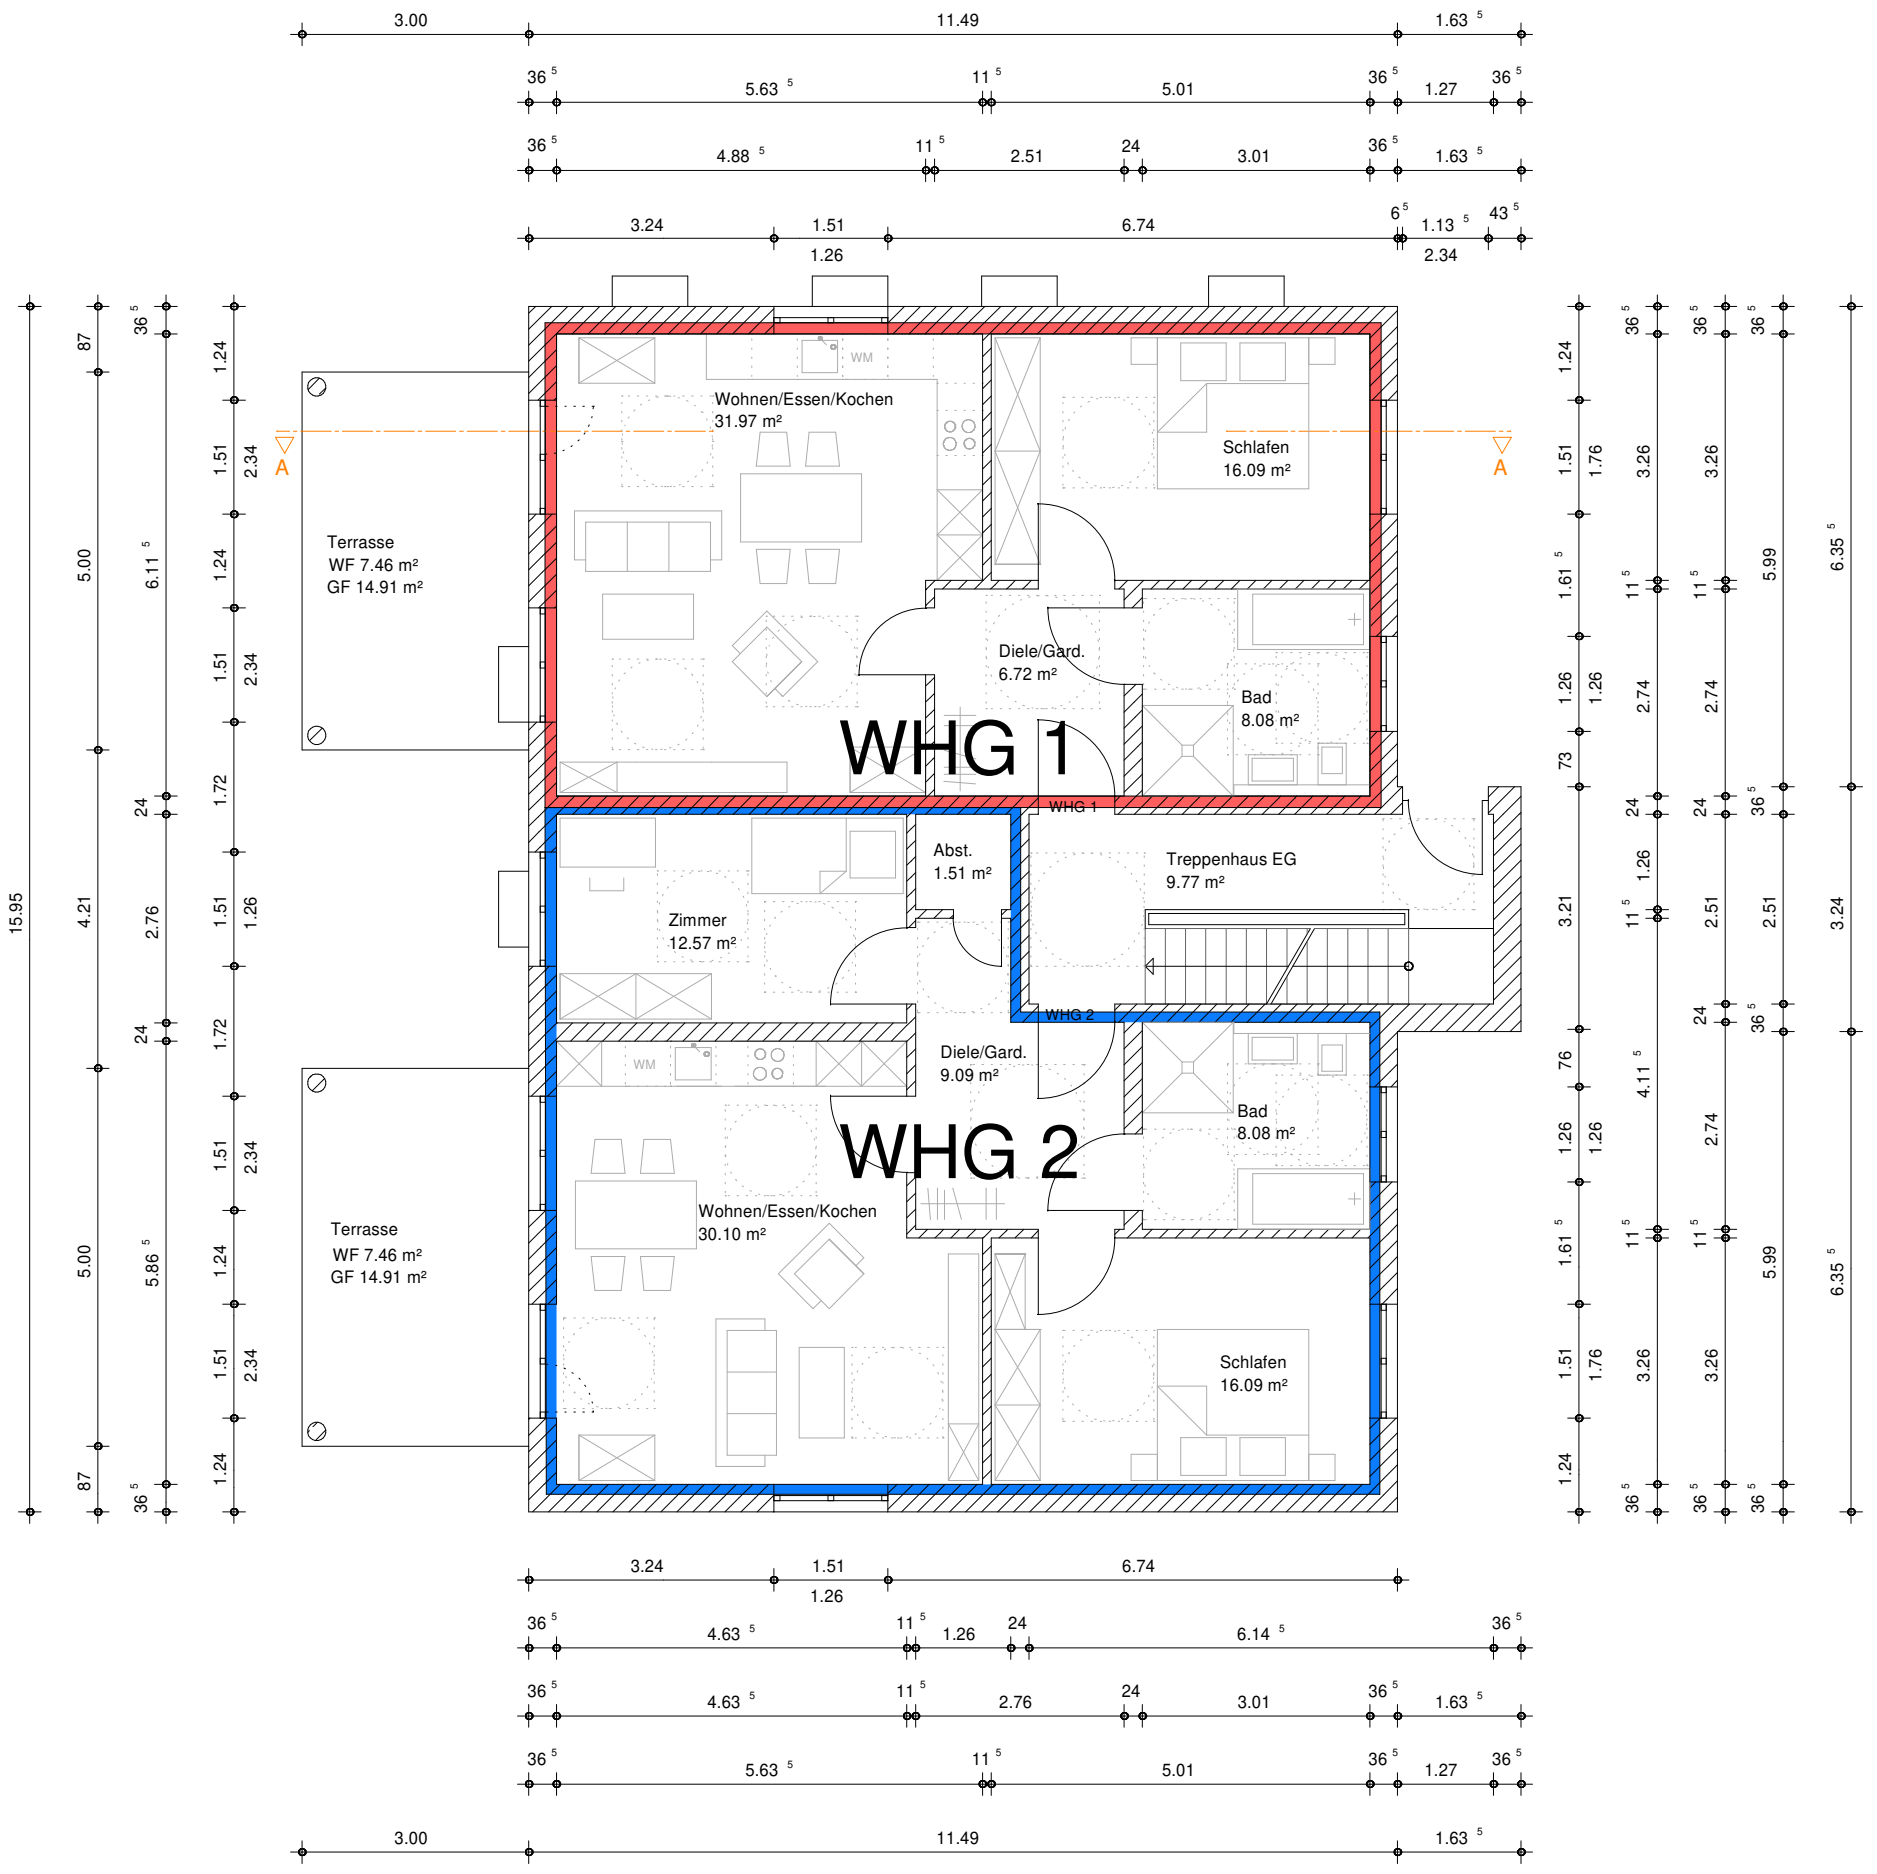 3.00 11.49 1.63 5
36 5 5.63 5 11 5 5.01 36 5 1.27 36 5
36 5 4.88 5 11 5 2.51 24 3.01 36 5 1.63 5
3.24 1.51 6.74 6 5 1.13 5 43 5
1.26 2.34
15.95
87
5.00
4.21
5.00
87
36 5
6.11 5
24
2.76
24
5.86 5
36 5
1.24
1.51 2.34
1.24
1.51 2.34
1.72
1.51 1.26
1.72
1.51 2.34
1.24
1.51 2.34
1.24
A
Terrasse
WF 7.46 m²
GF 14.91 m²
WM
Wohnen/Essen/Kochen
31.97 m²
Schlafen
16.09 m²
A
Diele/Gard.
6.72 m²
Bad
8.08 m²
WHG 1
WHG 1
Abst.
1.51 m²
Treppenhaus EG
9.77 m²
Zimmer
12.57 m²
WHG 2
WM
Diele/Gard.
9.09 m²
Bad
8.08 m²
WHG 2
Terrasse
WF 7.46 m²
GF 14.91 m²
Wohnen/Essen/Kochen
30.10 m²
Schlafen
16.09 m²
1.24
1.51 1.76
1.61 5
1.26 1.26
73
3.21
76
1.26 1.26
1.61 5
1.51 1.76
1.24
36 5
3.26
11 5
2.74
24
1.26
11 5
4.11 5
11 5
3.26
36 5
36 5
3.26
11 5
2.74
24
2.51
24
2.74
11 5
3.26
36 5
36 5
5.99
36 5
2.51
36 5
5.99
36 5
6.35 5
3.24
6.35 5
3.24 1.51 6.74
1.26
36 5 4.63 5 11 5 1.26 24 6.14 5 36 5
36 5 4.63 5 11 5 2.76 24 3.01 36 5 1.63 5
36 5 5.63 5 11 5 5.01 36 5 1.27 36 5
3.00 11.49 1.63 5